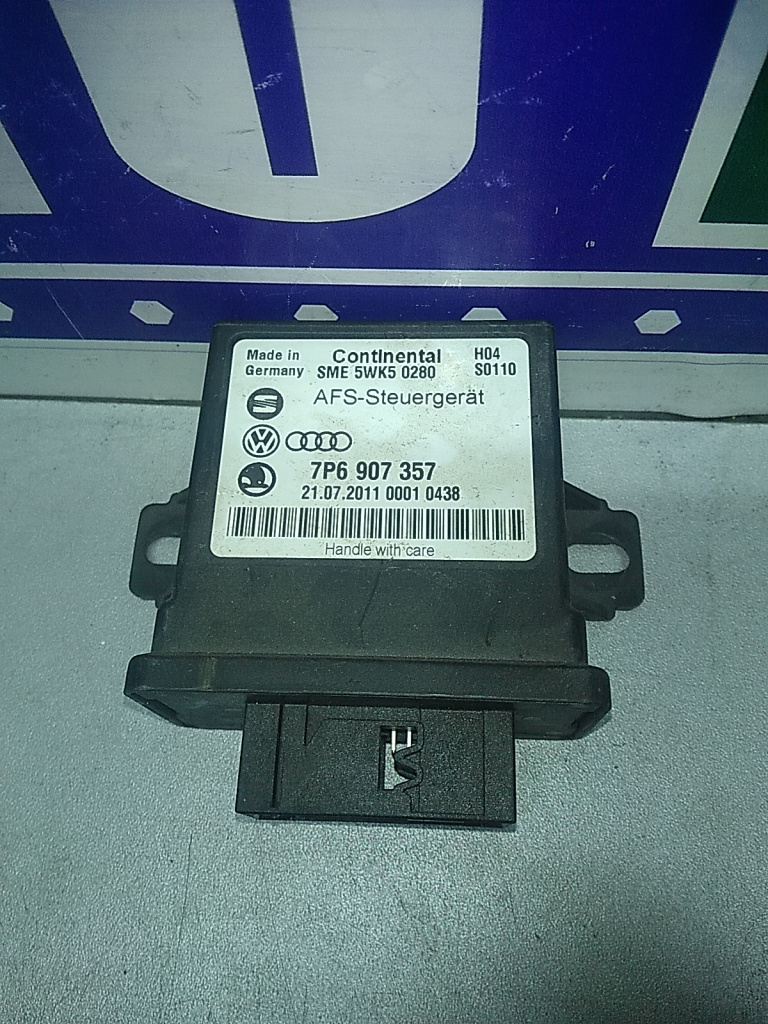 Made in Continental H04
Germany SME 5WK5 0280 S0110
AFS-Steuergerät
7P6 907 357
21.07.2011 0001 0438
Handle with care